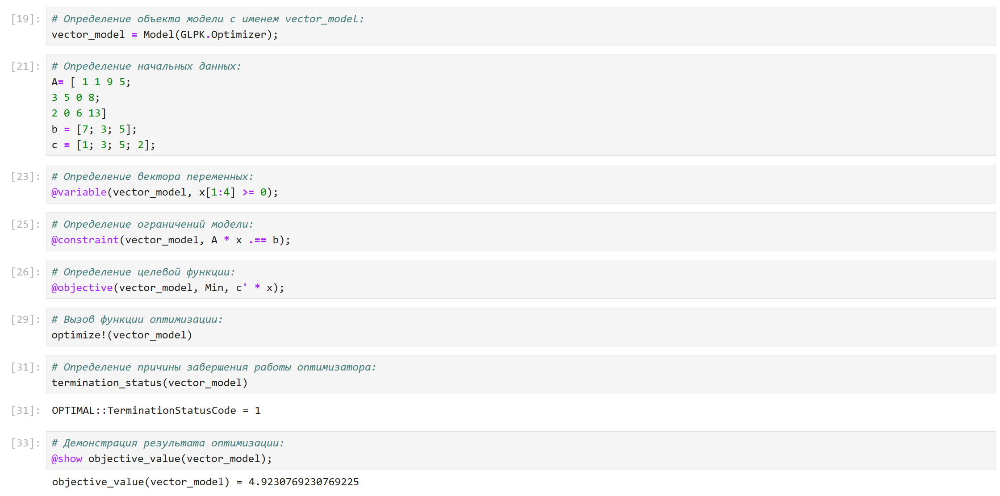 [19]: # Определение объекта модели с именем vector_model:
vector_model = Model(GLPK.Optimizer);
[21]: # Определение начальных данных:
A= [ 1 1 9 5;
3 5 0 8;
2 0 6 13]
b = [7; 3; 5];
c = [1; 3; 5; 2];
[23]: # Определение вектора переменных:
@variable(vector_model, x[1:4] >= 0);
[25]: # Определение ограничений модели:
@constraint(vector_model, A * x .== b);
[26]: # Определение целевой функции:
@objective(vector_model, Min, c' * x);
[29]: # Вызов функции оптимизации:
optimize!(vector_model)
[31]: # Определение причины завершения работы оптимизатора:
termination_status(vector_model)
[31]: OPTIMAL::TerminationStatusCode = 1
[33]: # Демонстрация результата оптимизации:
@show objective_value(vector_model);
objective_value(vector_model) = 4.9230769230769225